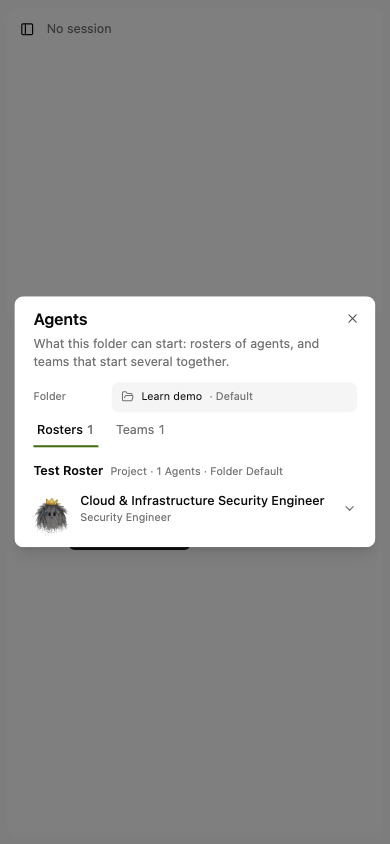 No session
Agents
What this folder can start: rosters of agents, and
teams that start several together.
Folder
Learn demo · Default
Rosters 1
Teams 1
Test Roster Project · 1 Agents · Folder Default
Cloud & Infrastructure Security Engineer
Security Engineer